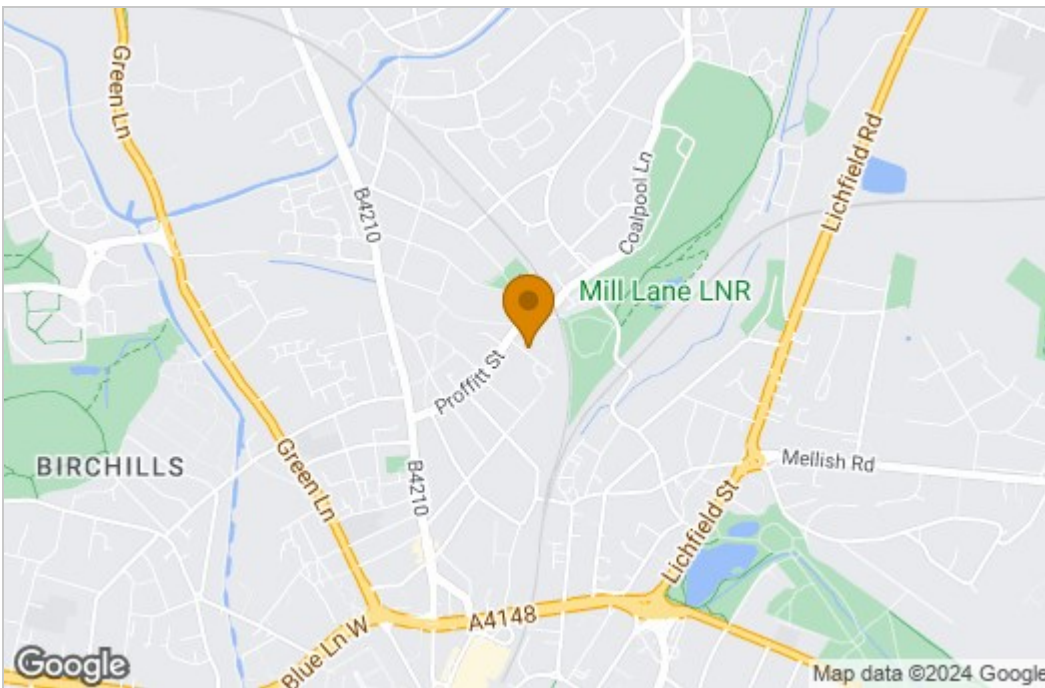 Green Ln
B4210
Lichfield Rd
Coalpool Ln
Mill Lane LNR
Proffitt St
BIRCHILLS
Green Ln
B4210
Mellish Rd
Lichfield St
A4148
Blue Ln W
Google
Map data ©2024 Google